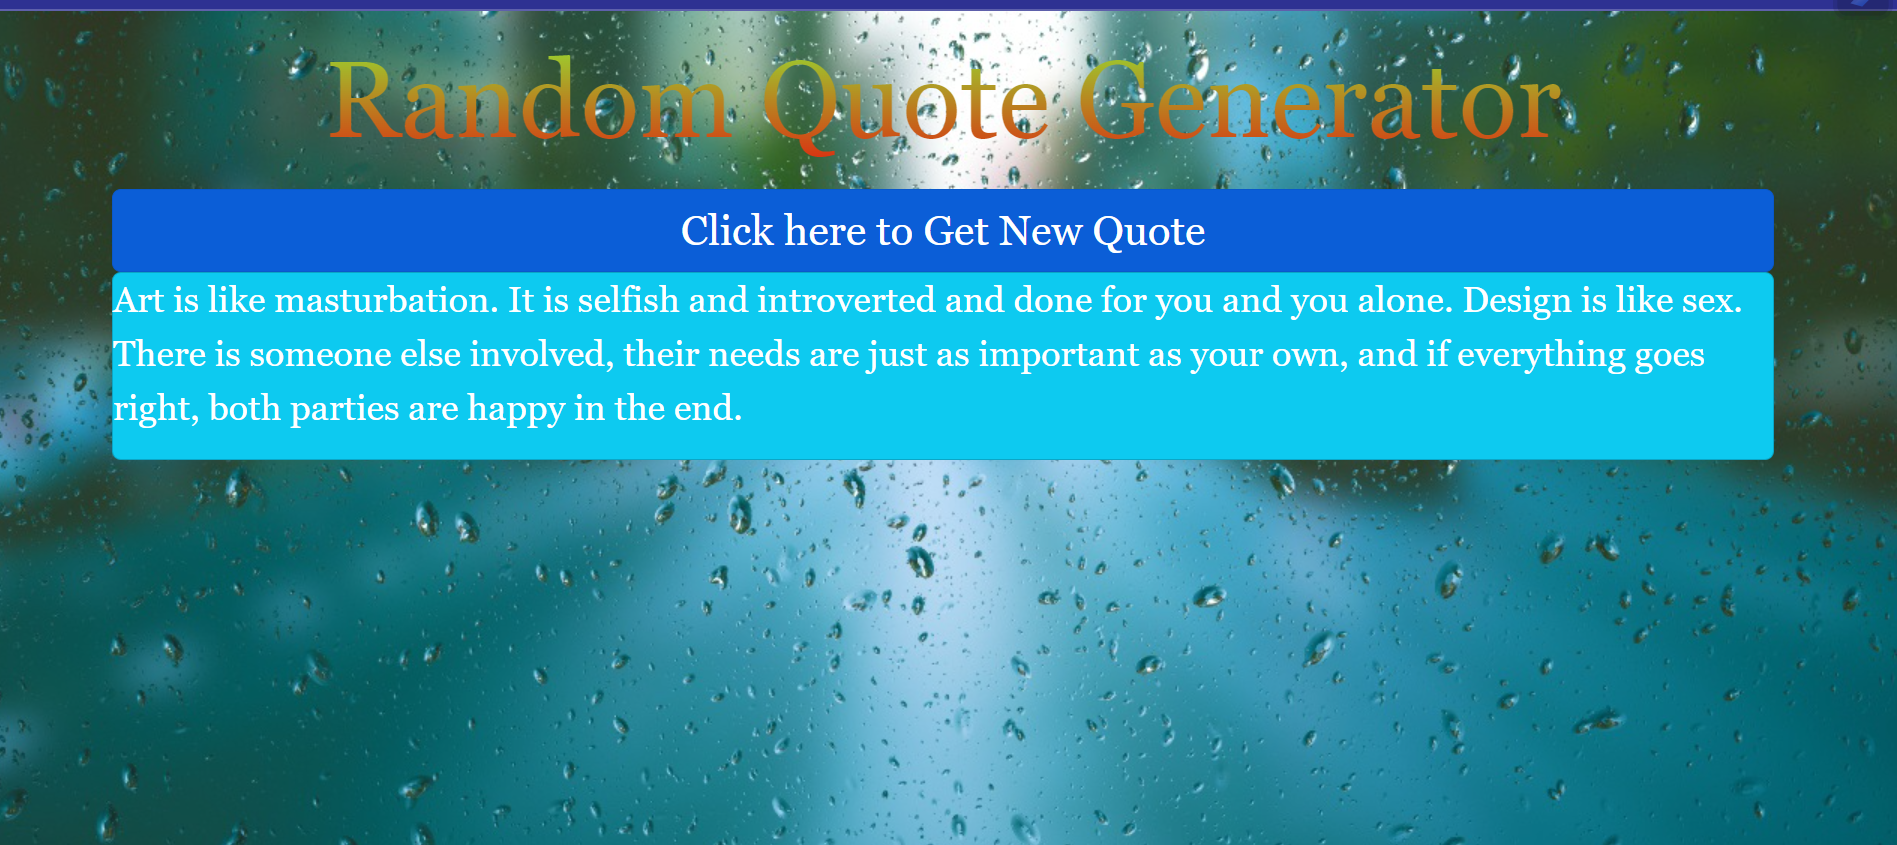 Random Quote Generator
Click here to Get New Quote
Art is like masturbation. It is selfish and introverted and done for you and you alone. Design is like sex.
There is someone else involved, their needs are just as important as your own, and if everything goes
right, both parties are happy in the end.